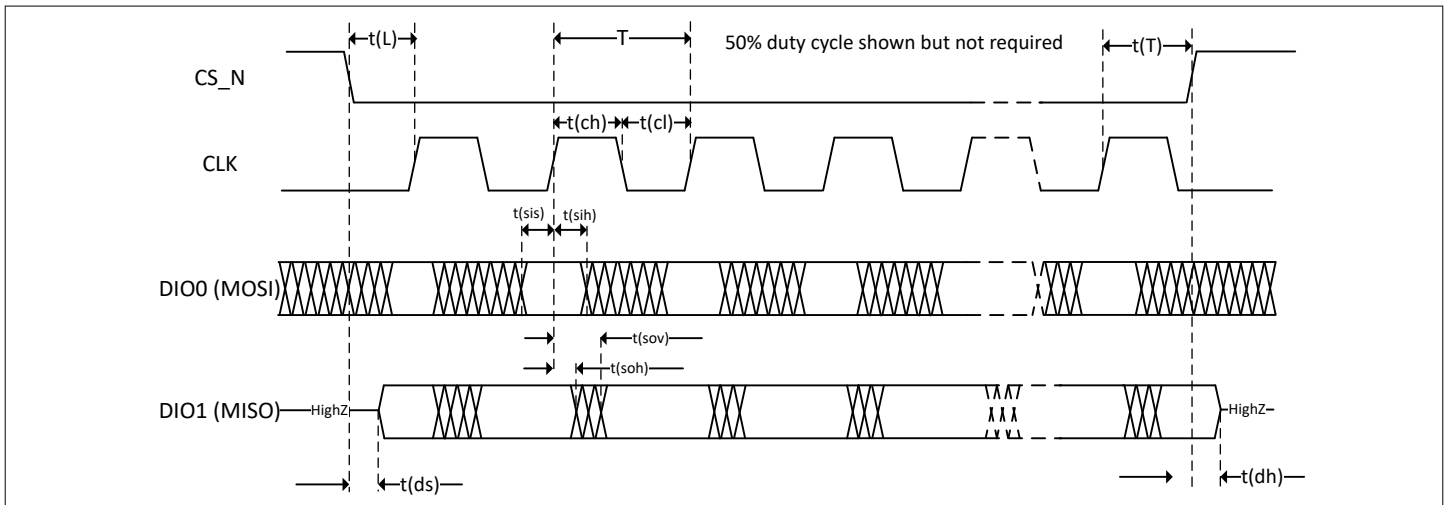 t(L)
T
50% duty cycle shown but not required
t(T)
CS_N
t(ch)
t(cl)
CLK
t(sis)
t(sih)
DIO0 (MOSI)
t(sov)
t(soh)
DIO1 (MISO)
HighZ
HighZ
t(ds)
t(dh)